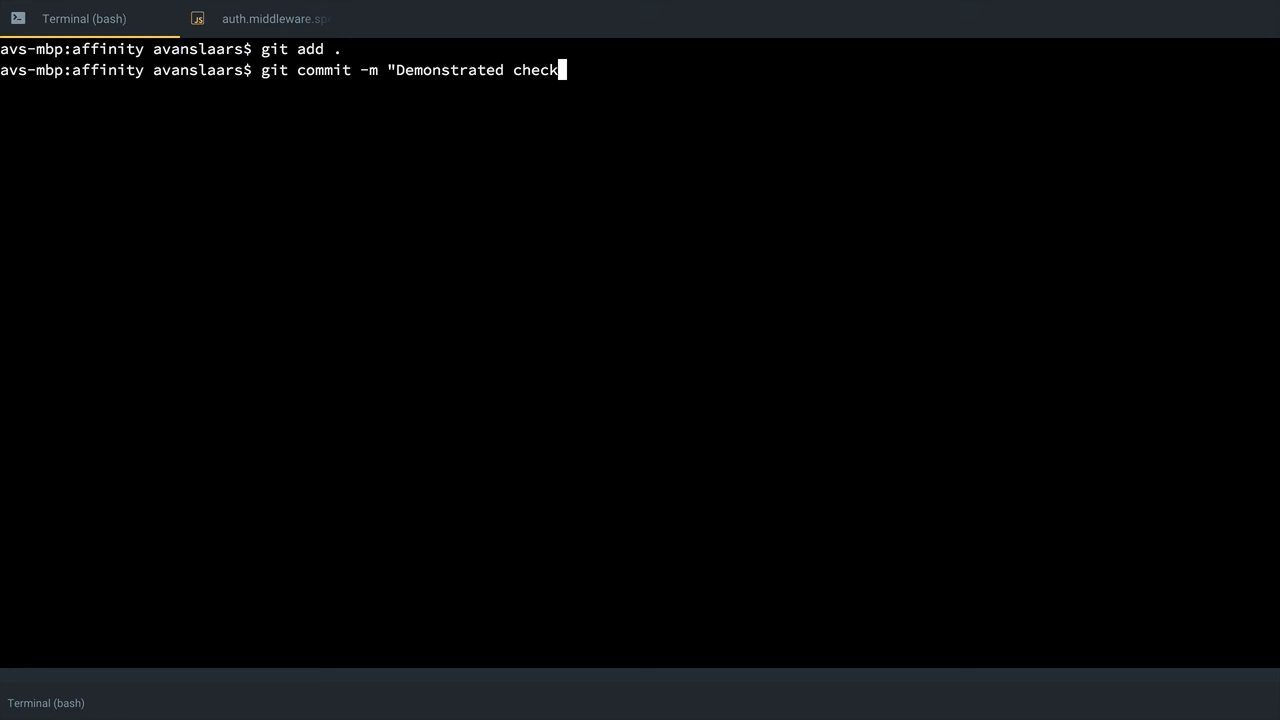 Terminal (bash)
JS
auth.middleware.sp
avs-mbp:affinity avanslaars$ git add .
avs-mbp:affinity avanslaars$ git commit -m "Demonstrated check
Terminal (bash)